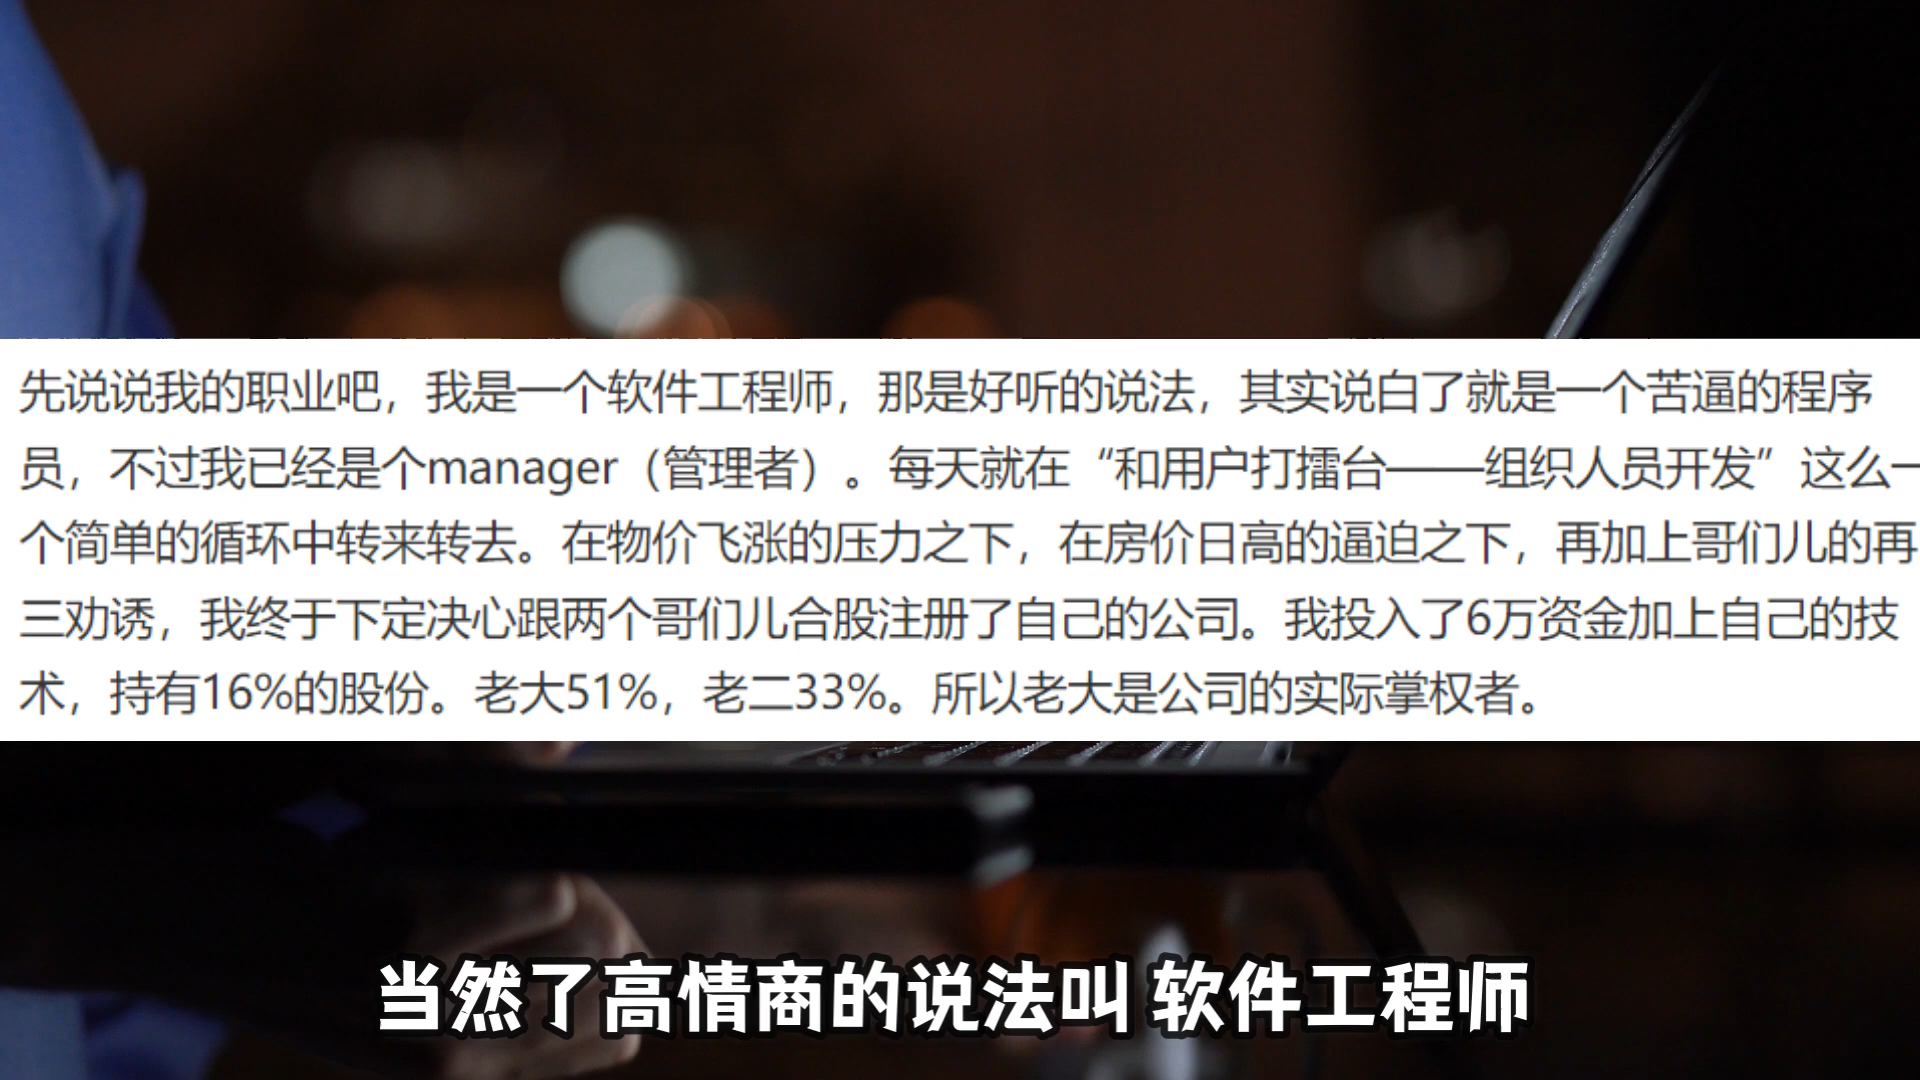 先说说我的职业吧，我是一个软件工程师，那是好听的说法，其实说白了就是一个苦逼的程序
员，不过我已经是个manager（管理者）。每天就在“和用户打擂台——组织人员开发”这么一
个简单的循环中转来转去。在物价飞涨的压力之下，在房价日高的逼迫之下，再加上哥们儿的再
三劝诱，我终于下定决心跟两个哥们儿合股注册了自己的公司。我投入了6万资金加上自己的技
术，持有16%的股份。老大51%，老二33%。所以老大是公司的实际掌权者。
当然了高情商的说法叫 软件工程师